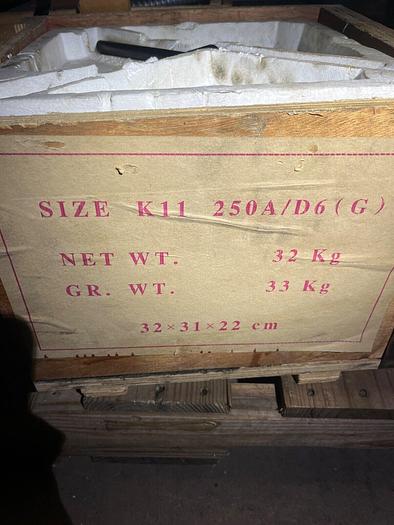 SIZE K11 250A/D6(G)
NET WT. 32 Kg
GR. WT. 33 Kg
32×31×22 cm